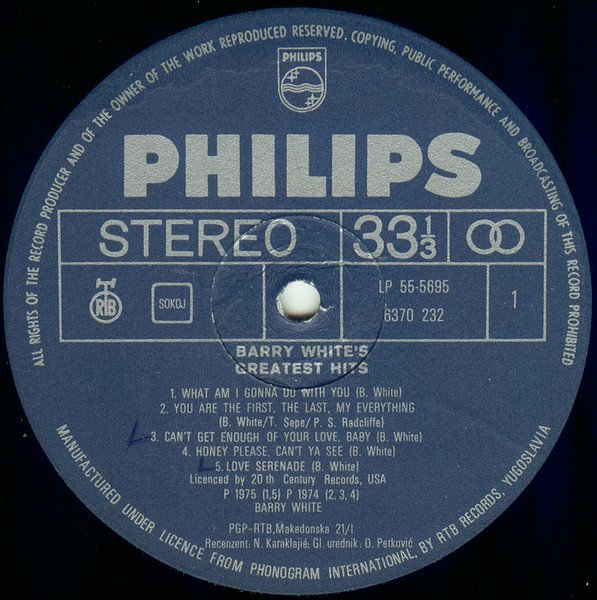 ALL RIGHTS OF THE RECORD PRODUCER AND OF THE OWNER OF THE WORK REPRODUCED RESERVED. COPYING, PUBLIC PERFORMANCE AND BROADCASTING OF THIS RECORD PROHIBITED
PHILIPS
PHILIPS
STEREO 33 1/3
RTB SOKOJ LP 55-5695 1
6370 232
BARRY WHITE'S
GREATEST HITS
1. WHAT AM I GONNA DO WITH YOU (B. White)
2. YOU ARE THE FIRST, THE LAST, MY EVERYTHING
(B. White/T. Sepe/ P. S. Radcliffe)
3. CAN'T GET ENOUGH OF YOUR LOVE, BABY (B. White)
4. HONEY PLEASE, CAN'T YA SEE (B. White)
5. LOVE SERENADE (B. White)
Licenced by 20 th Century Records, USA
P 1975 (1,5) P 1974 (2, 3, 4)
BARRY WHITE
PGP-RTB,Makedonska 21/I
Recenzent: N. Karaklajić; Gl. urednik: D. Petković
MANUFACTURED UNDER LICENCE FROM PHONOGRAM INTERNATIONAL, BY RTB RECORDS, YUGOSLAVIA